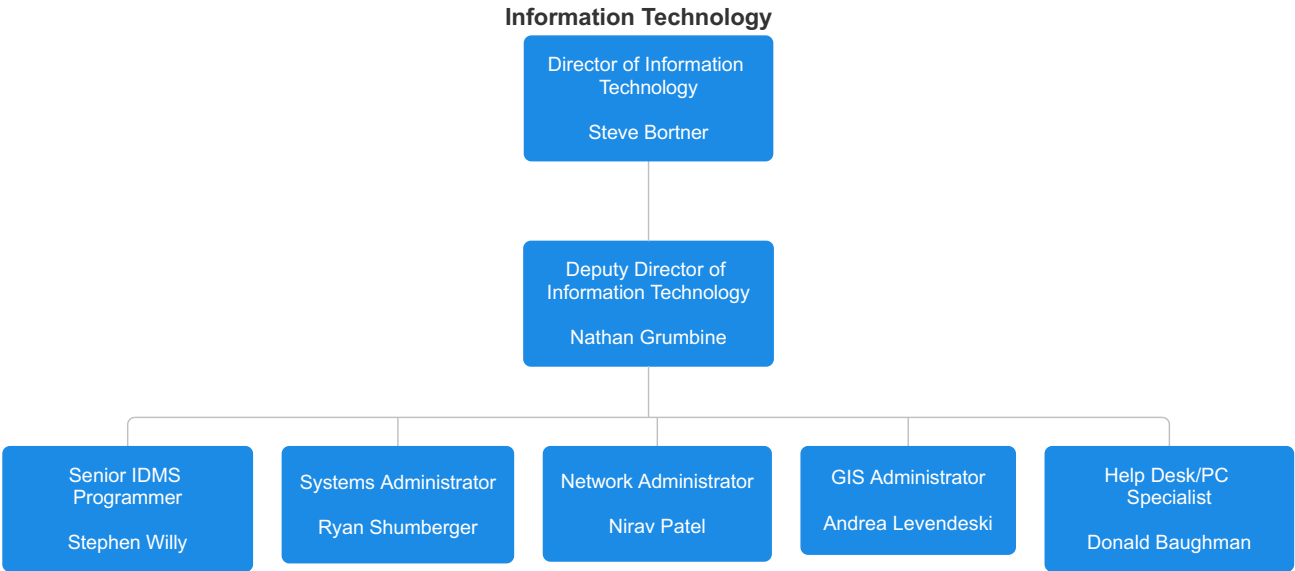 Information Technology
Director of Information
Technology
Steve Bortner
Deputy Director of
Information Technology
Nathan Grumbine
Senior IDMS
Programmer
Stephen Willy
Systems Administrator
Ryan Shumberger
Network Administrator
Nirav Patel
GIS Administrator
Andrea Levendeski
Help Desk/PC
Specialist
Donald Baughman